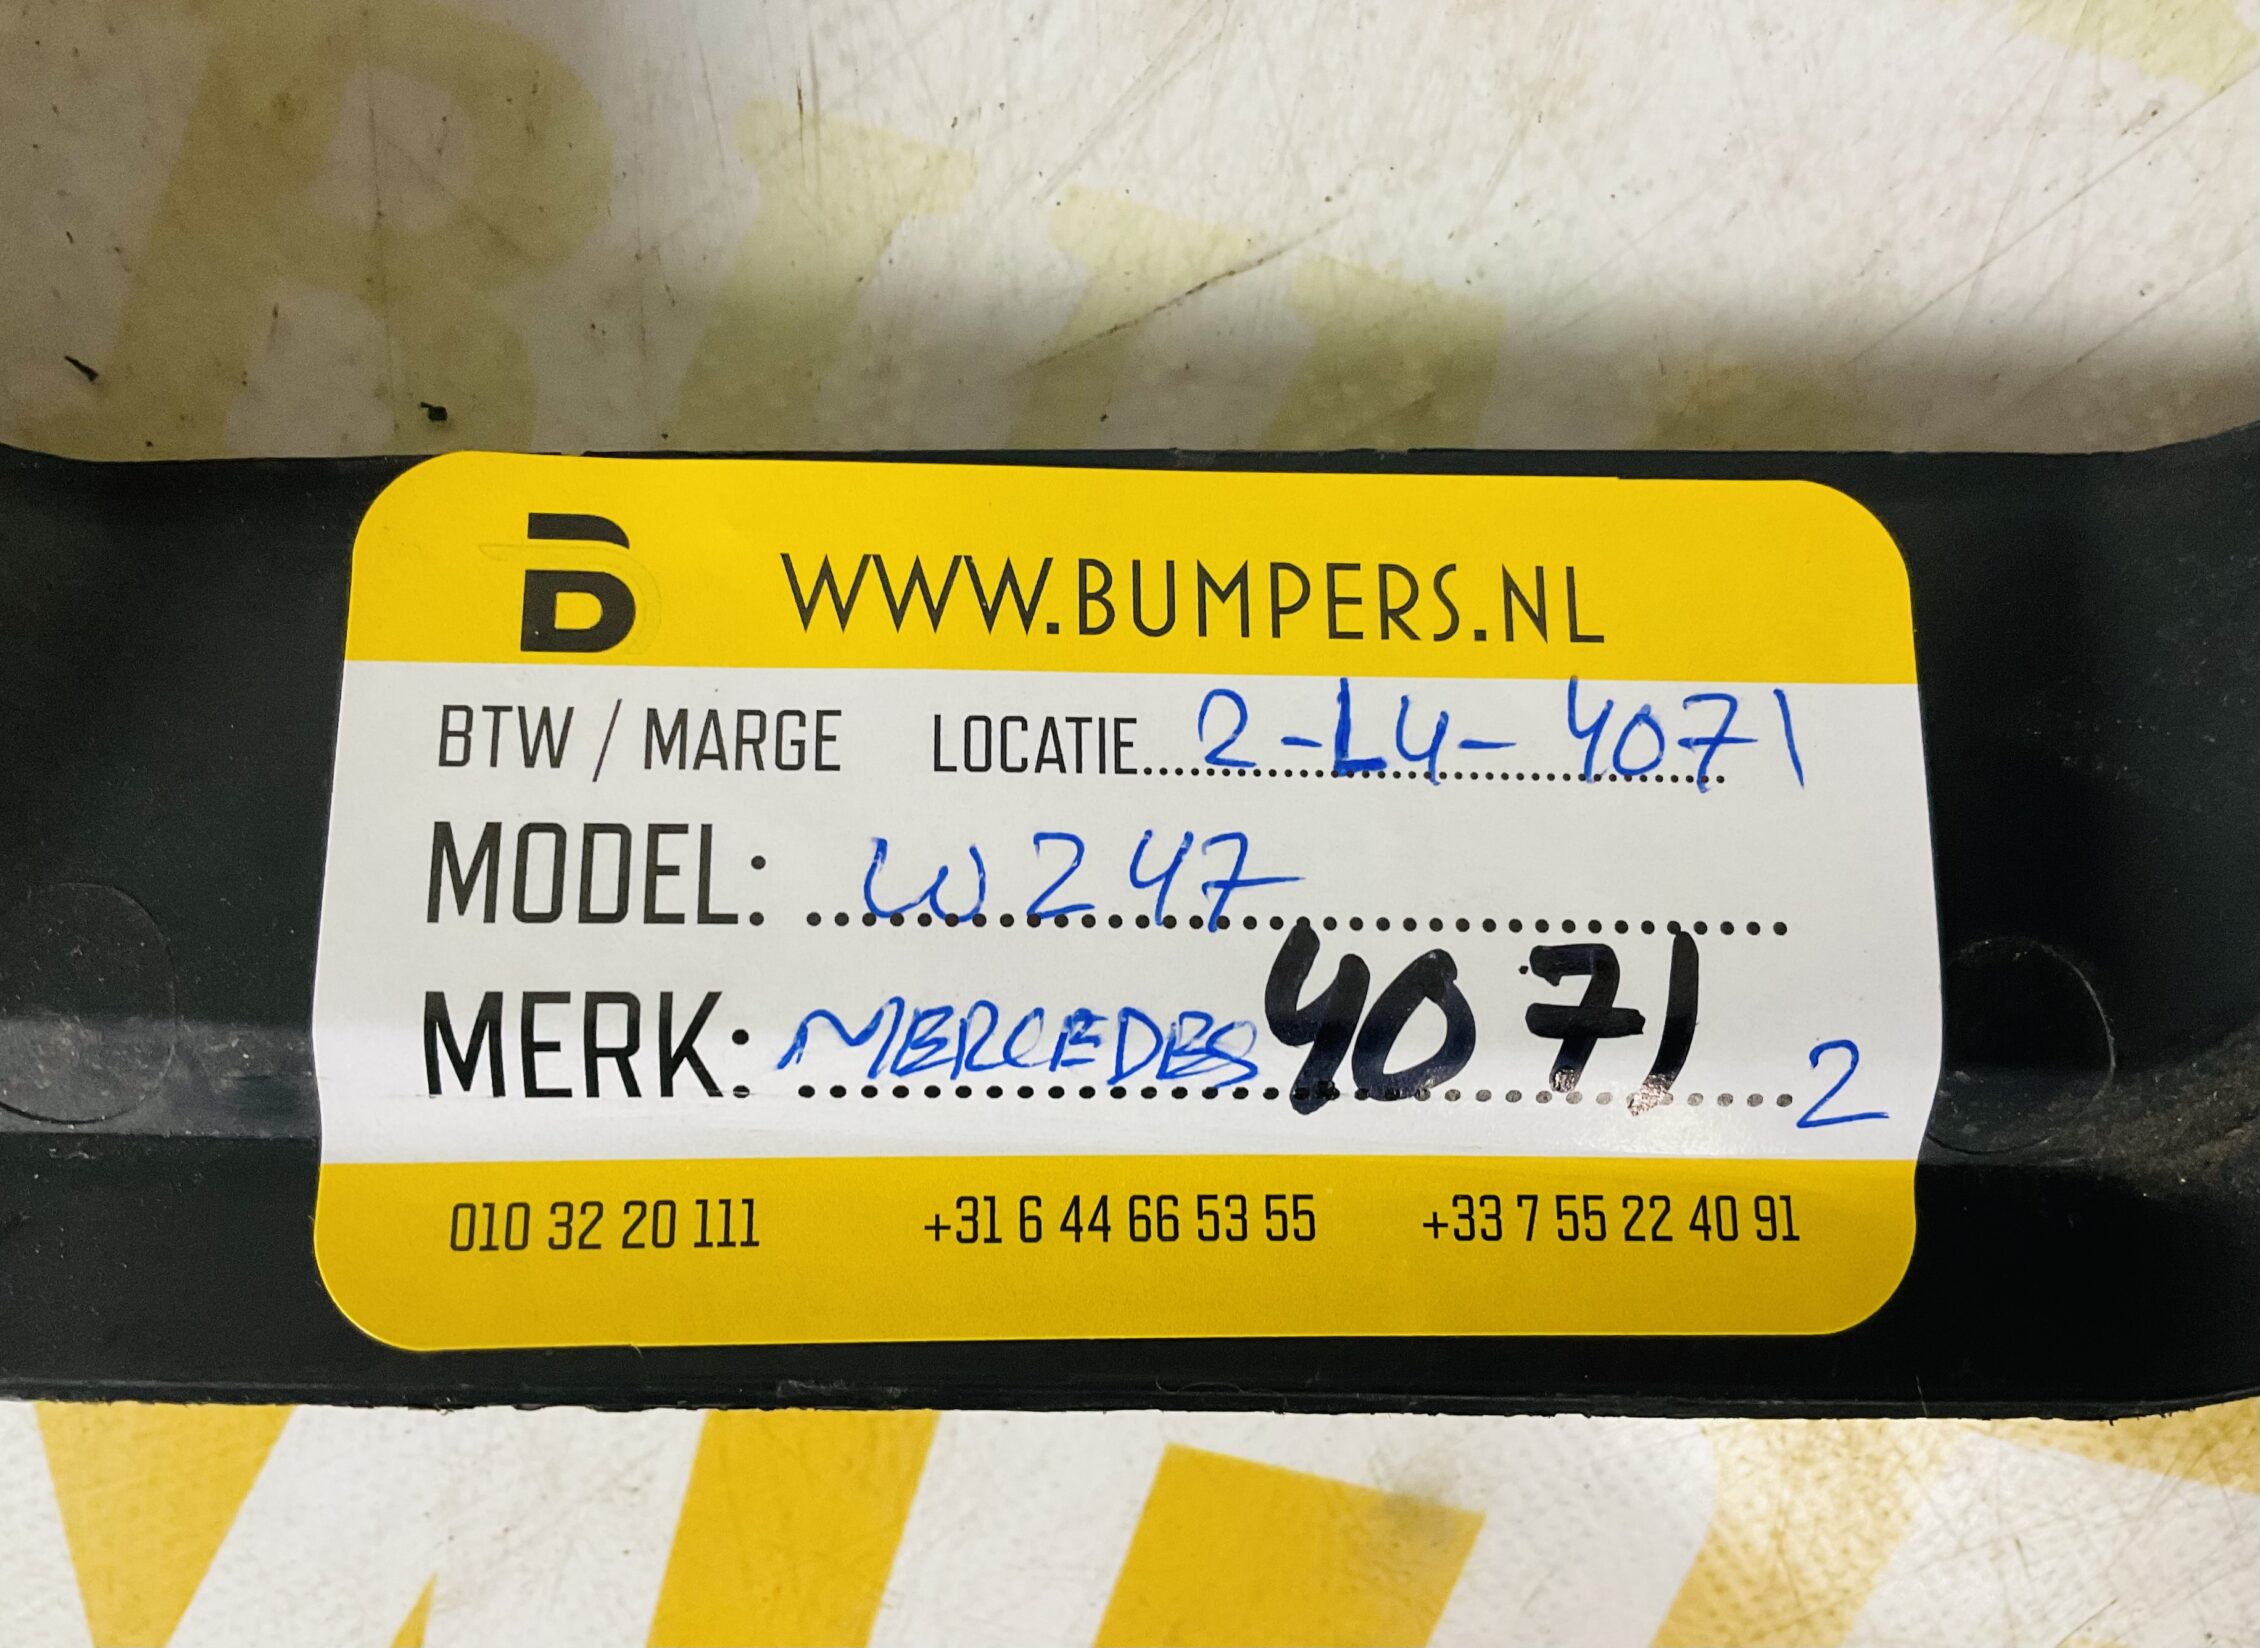 B WWW.BUMPERS.NL
BTW / MARGE LOCATIE 2-L4-4071
MODEL: W247
MERK: MERCEDES 4071 2
010 32 20 111 +31 6 44 66 53 55 +33 7 55 22 40 91